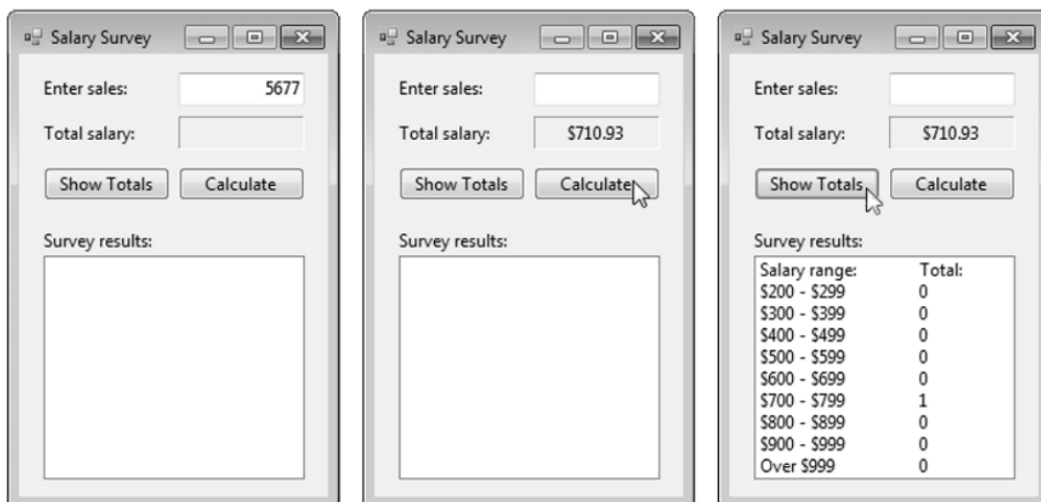 Salary Survey
Enter sales: 5677
Total salary:
Show Totals Calculate
Survey results:
Salary Survey
Enter sales:
Total salary: $710.93
Show Totals Calculate
Survey results:
Salary Survey
Enter sales:
Total salary: $710.93
Show Totals Calculate
Survey results:
Salary range: Total:
$200 - $299 0
$300 - $399 0
$400 - $499 0
$500 - $599 0
$600 - $699 0
$700 - $799 1
$800 - $899 0
$900 - $999 0
Over $999 0